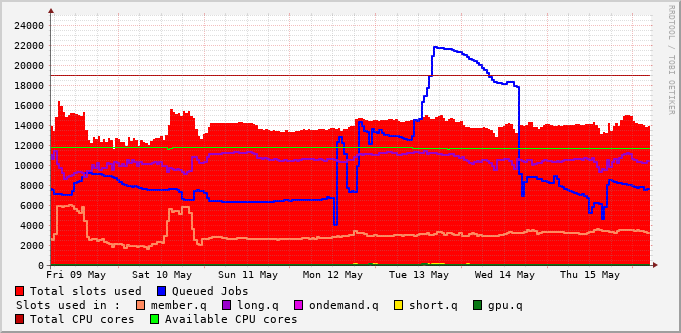 24000
22000
20000
18000
16000
14000
12000
10000
8000
6000
4000
2000
0
Fri 09 May Sat 10 May Sun 11 May Mon 12 May Tue 13 May Wed 14 May Thu 15 May
Total slots used Queued Jobs
Slots used in : member.q long.q ondemand.q short.q gpu.q
Total CPU cores Available CPU cores
RRDTOOL / TOBI OETIKER